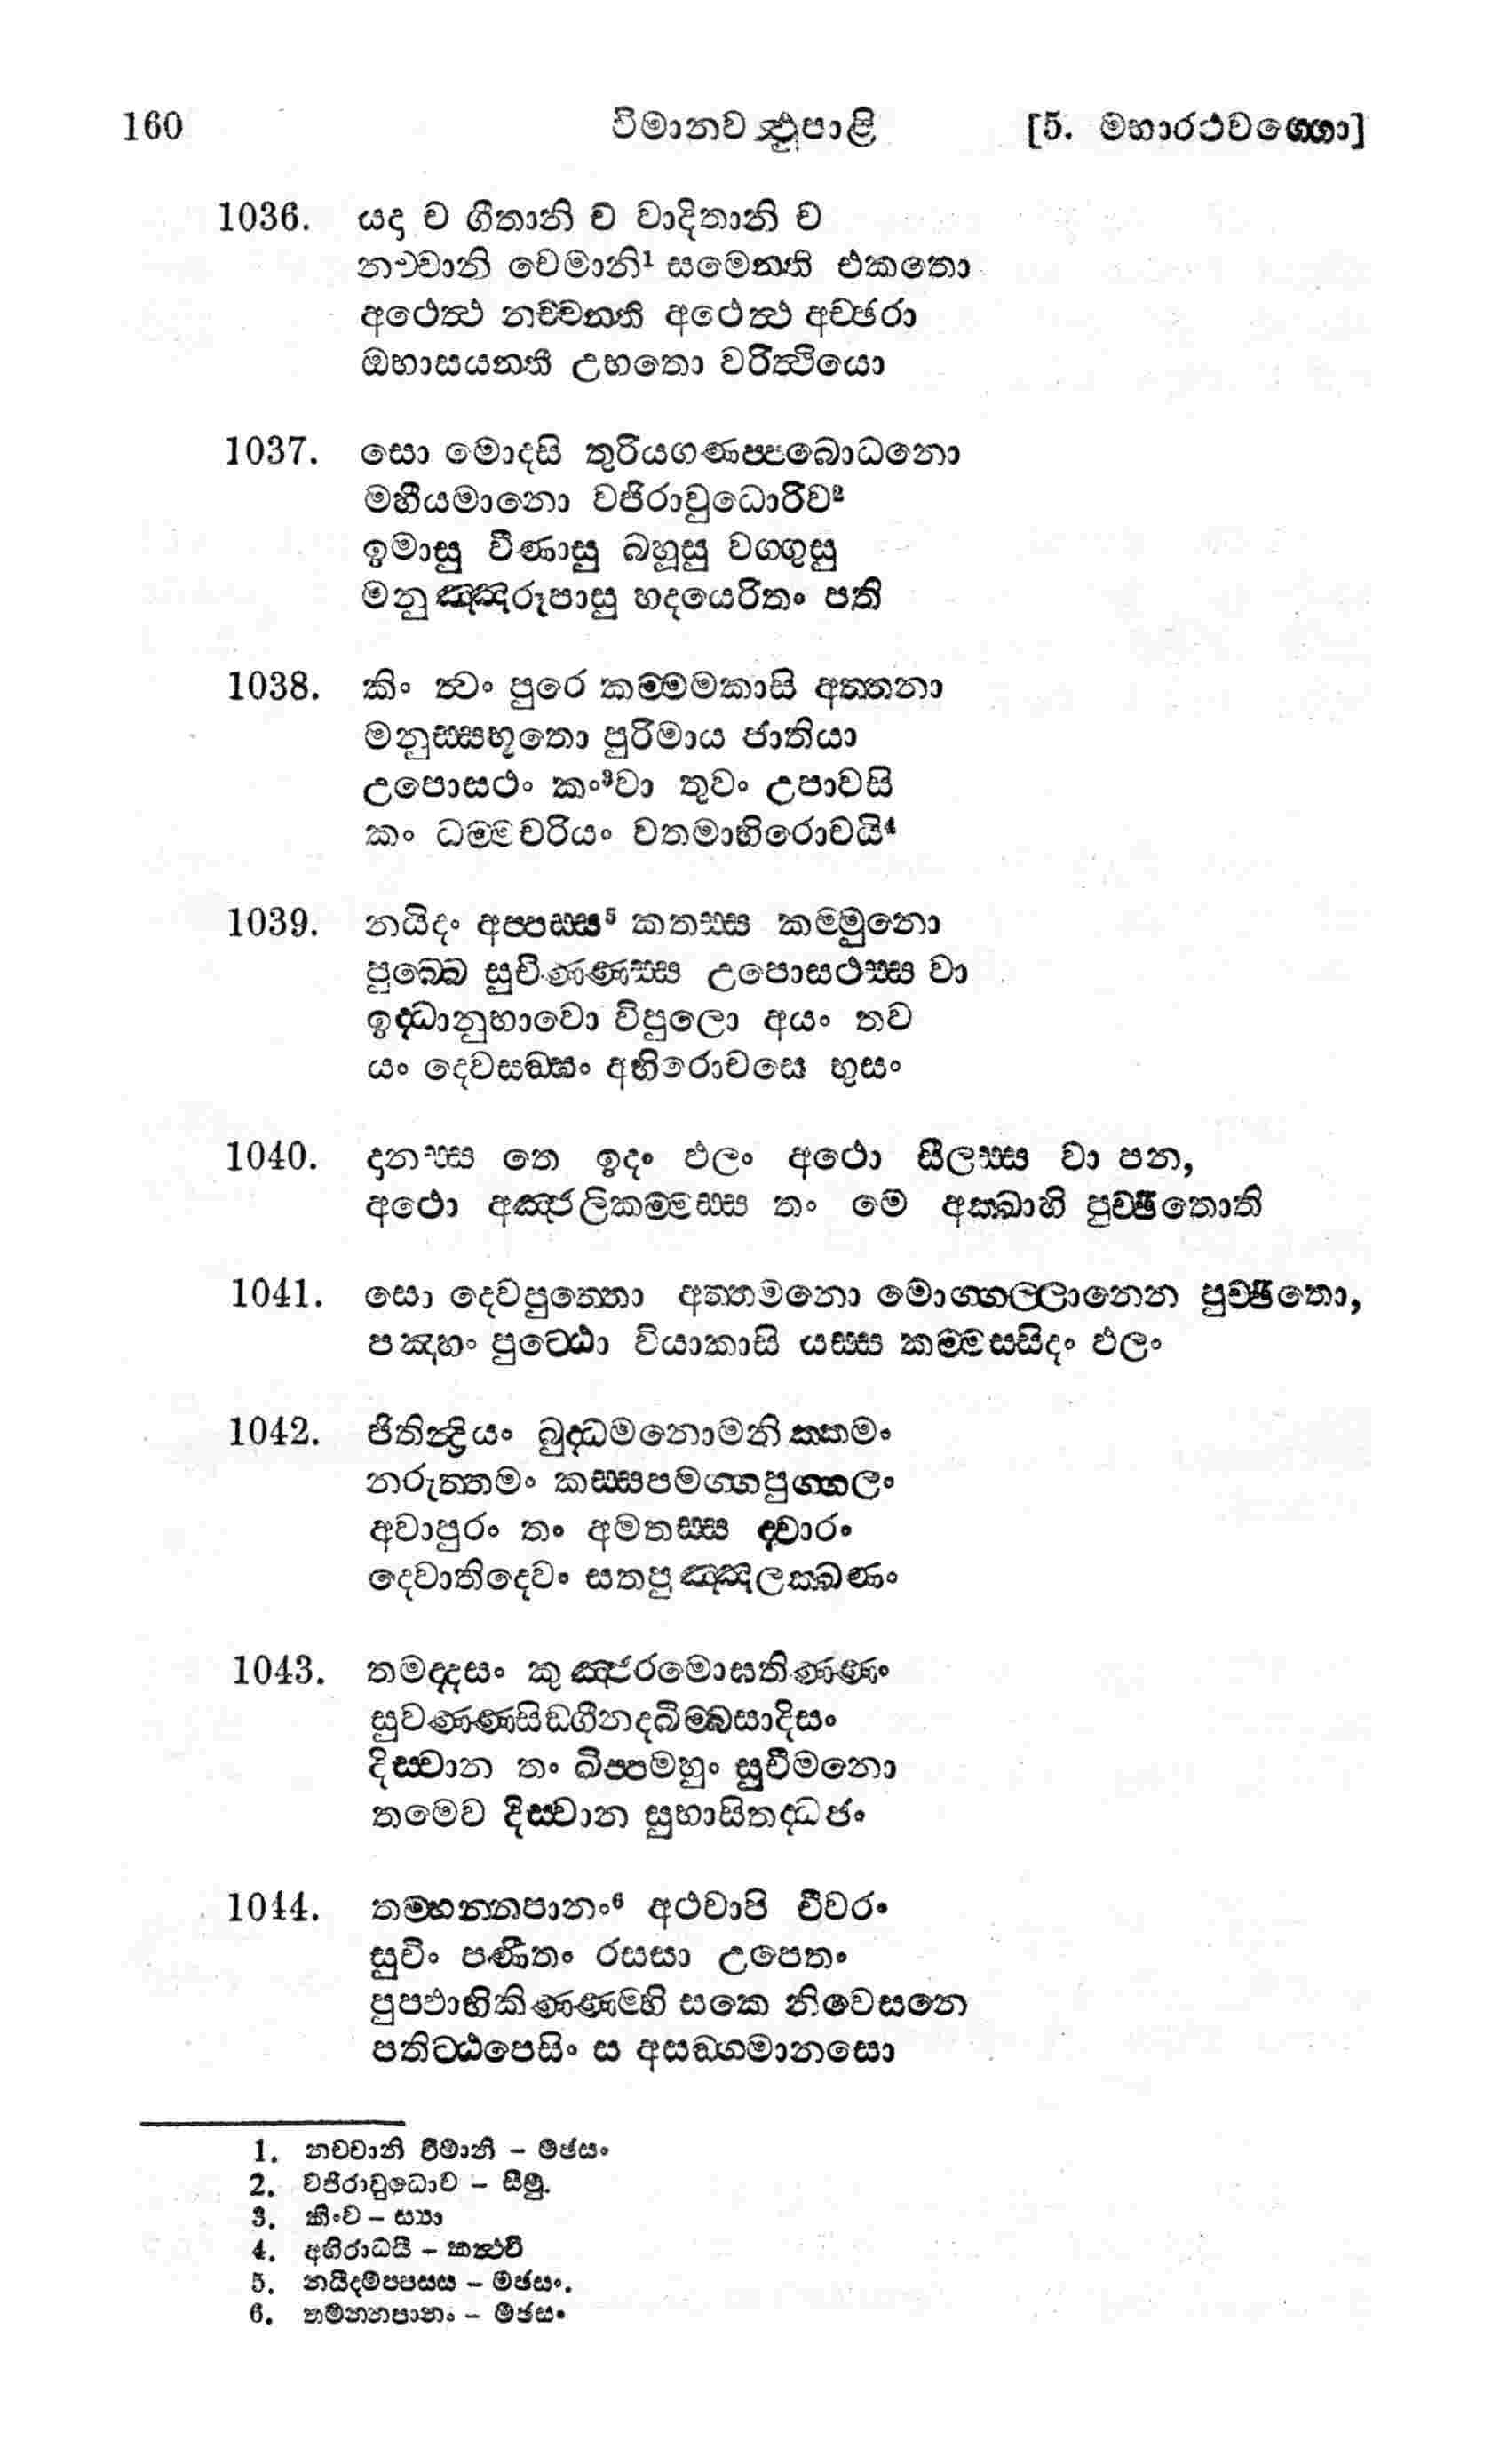 160 විමානවත්‍ථුපාළි [5. මහාරථවග්ගො]
1036. යදා ච ගීතානි ච වාදිතානි ච
නච්චානි චෙමානි¹ සමෙන්ති එකතො
අථෙත්‍ථ නච්චන්ති අථෙත්‍ථ අච්ඡරා
ඔභාසයන්තී උභතො වරිත්‍ථියො
1037. සො මොදසි තුරියගණප්පබොධනො
මහීයමානො වජිරාවුධොරිව²
ඉමාසු වීණාසු බහූසු වග්ගුසු
මනුඤ්ඤරූපාසු හදයෙරිතං පති
1038. කිං ත්‍වං පුරෙ කම්මමකාසි අත්තනා
මනුස්සභූතො පුරිමාය ජාතියා
උපොසථං කං³වා තුවං උපාවසි
කං ධම්මචරියං වතමාභිරොචයි⁴
1039. නයිදං අප්පස්ස⁵ කතස්ස කම්මුනො
පුබ්බෙ සුචිණ්ණස්ස උපොසථස්ස වා
ඉද්ධානුභාවො විපුලො අයං තව
යං දෙවසඞ්ඝං අභිරොචසෙ භුසං
1040. දානස්ස තෙ ඉදං ඵලං අථො සීලස්ස වා පන,
අථො අඤ්ජලිකම්මස්ස තං මෙ අක්ඛාහි පුච්ඡිතොති
1041. සො දෙවපුත්තො අත්තමනො මොග්ගල්ලානෙන පුච්ඡිතො,
පඤ්හං පුට්ඨො වියාකාසි යස්ස කම්මස්සිදං ඵලං
1042. ජිතින්‍ද්‍රියං බුද්ධමනොමනික්කමං
නරුත්තමං කස්සපමග්ගපුග්ගලං
අවාපුරං තං අමතස්ස ද්වාරං
දෙවාතිදෙවං සතපුඤ්ඤලක්ඛණං
1043. තමද්දසං කුඤ්ජරමොඝතිණ්ණං
සුවණ්ණසිඞ්ගීනදබිම්බසාදිසං
දිස්වාන තං ඛිප්පමහුං සුචීමනො
තමෙව දිස්වාන සුභාසිතද්ධජං
1044. තම්හන්නපානං⁶ අථවාපි චීවරං
සුචිං පණීතං රසසා උපෙතං
පුප්ඵාභිකිණ්ණම්හි සකෙ නිවෙසනෙ
පතිට්ඨපෙසිං ස අසඞ්ගමානසො
1. නච්චානි චීමානි – මඡසං
2. වජිරාවුධොව – සීමු.
3. කිංව – ස්‍යා
4. අභිරාධයී – කත්‍ථචි
5. නයීදමප්පස්ස – මඡසං.
6. තමන්නපානං – මඡසං